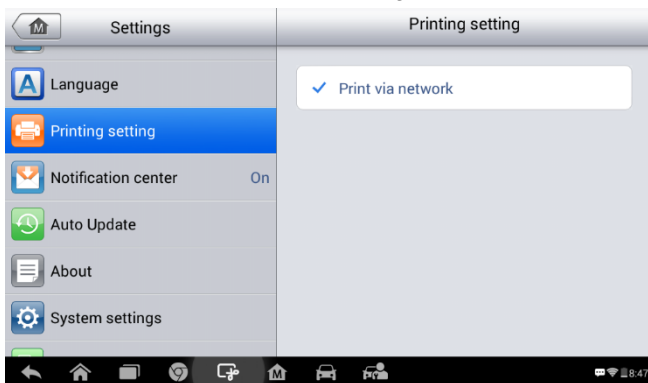 Settings
Printing setting
Language
Print via network
Printing setting
Notification center On
Auto Update
About
System settings
8:47